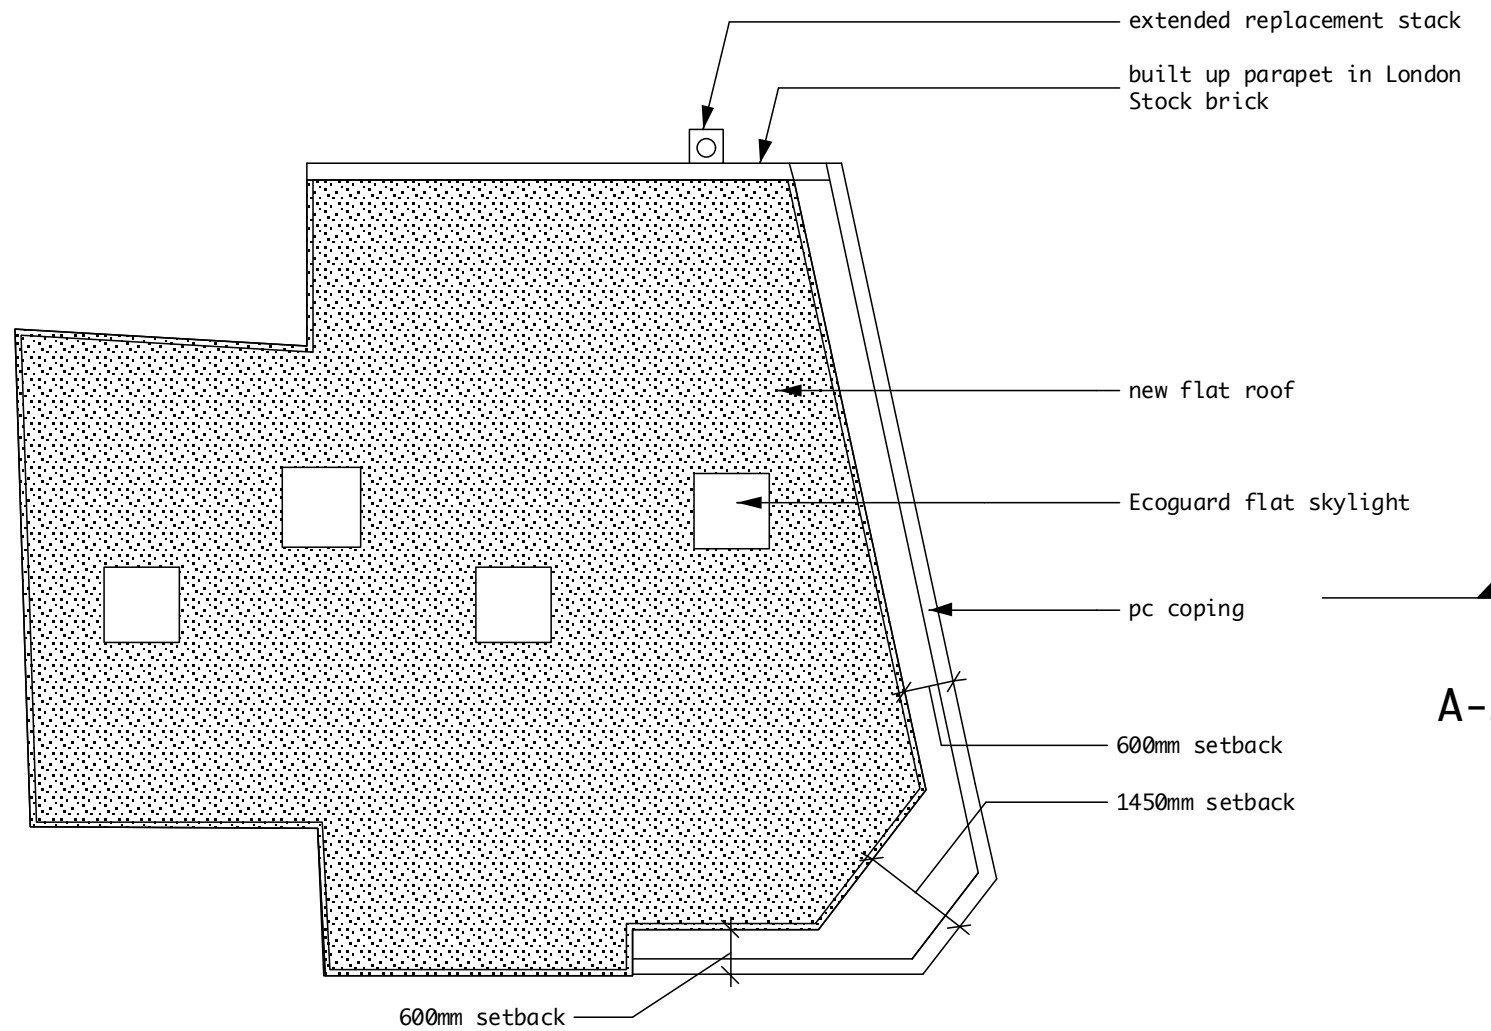 extended replacement stack
built up parapet in London
Stock brick
new flat roof
Ecoguard flat skylight
pc coping
A-
600mm setback
1450mm setback
600mm setback